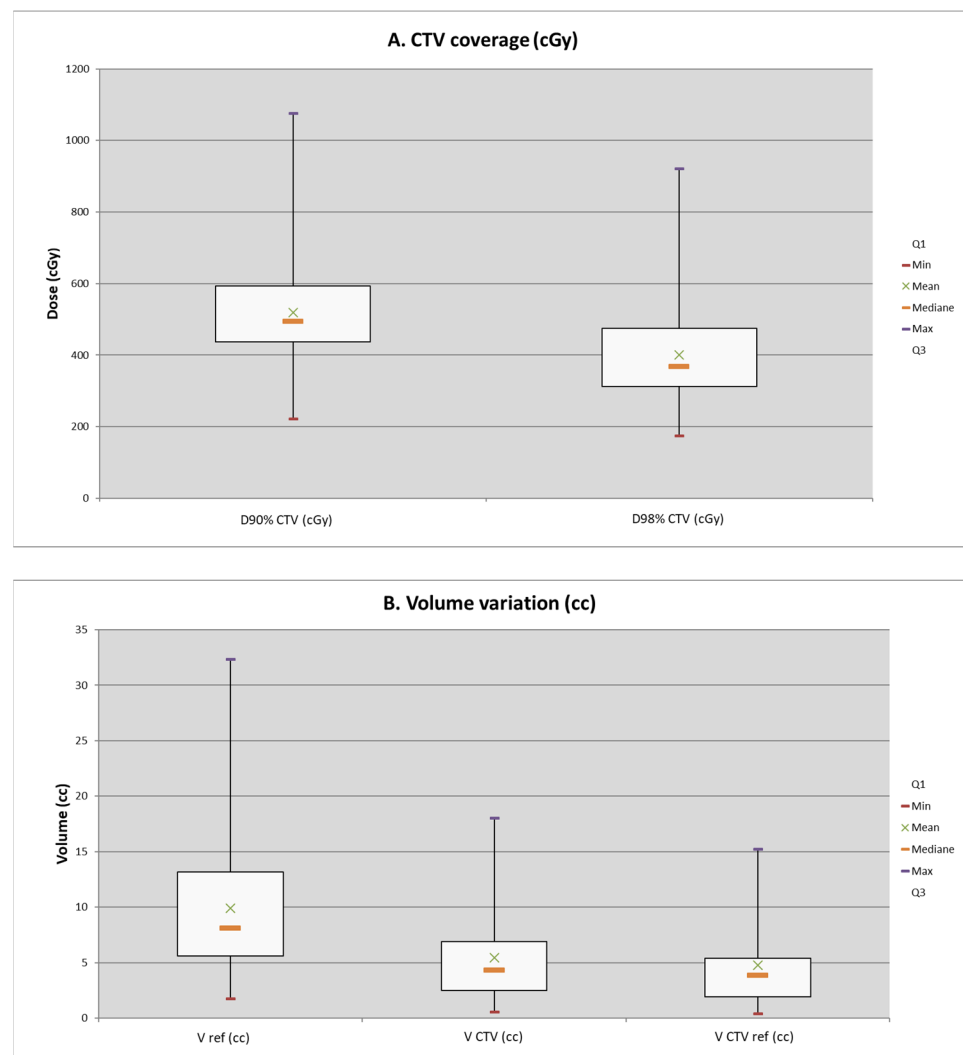 A. CTV coverage (cGy)
1200
1000
800
600
400
200
0
Dose (cGy)
D90% CTV (cGy)
D98% CTV (cGy)
Q1
Min
Mean
Mediane
Max
Q3
B. Volume variation (cc)
35
30
25
20
15
10
5
0
Volume (cc)
V ref (cc)
V CTV (cc)
V CTV ref (cc)
Q1
Min
Mean
Mediane
Max
Q3